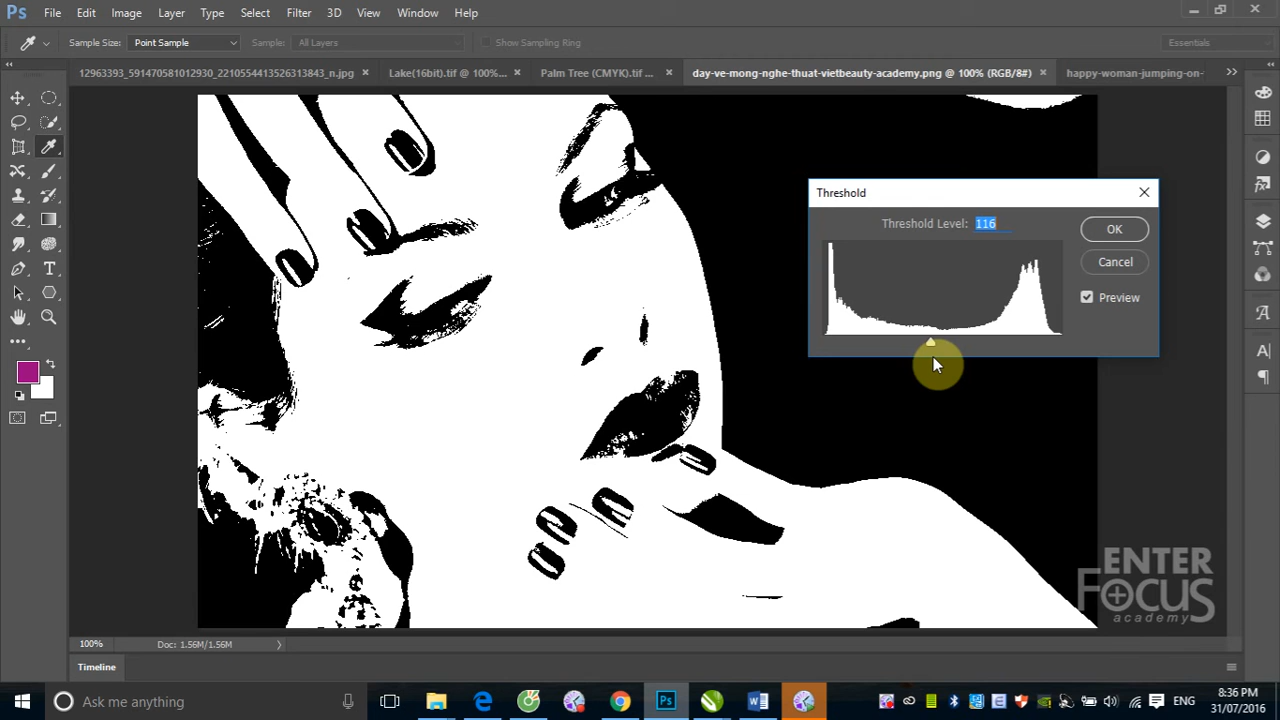 Ps File Edit Image Layer Type Select Filter 3D View Window Help
Sample Size: Point Sample Sample: All Layers Show Sampling Ring Essentials
12963393_591470581012930_2210554413526313843_n.jpg Lake(16bit).tif @ 100%... Palm Tree (CMYK).tif ... day-ve-mong-nghe-thuat-vietbeauty-academy.png @ 100% (RGB/8#) happy-woman-jumping-on-
Threshold
Threshold Level: 116
OK
Cancel
Preview
ENTER
FOCUS
academy
100% Doc: 1.56M/1.56M
Timeline
Ask me anything
ENG
8:36 PM
31/07/2016